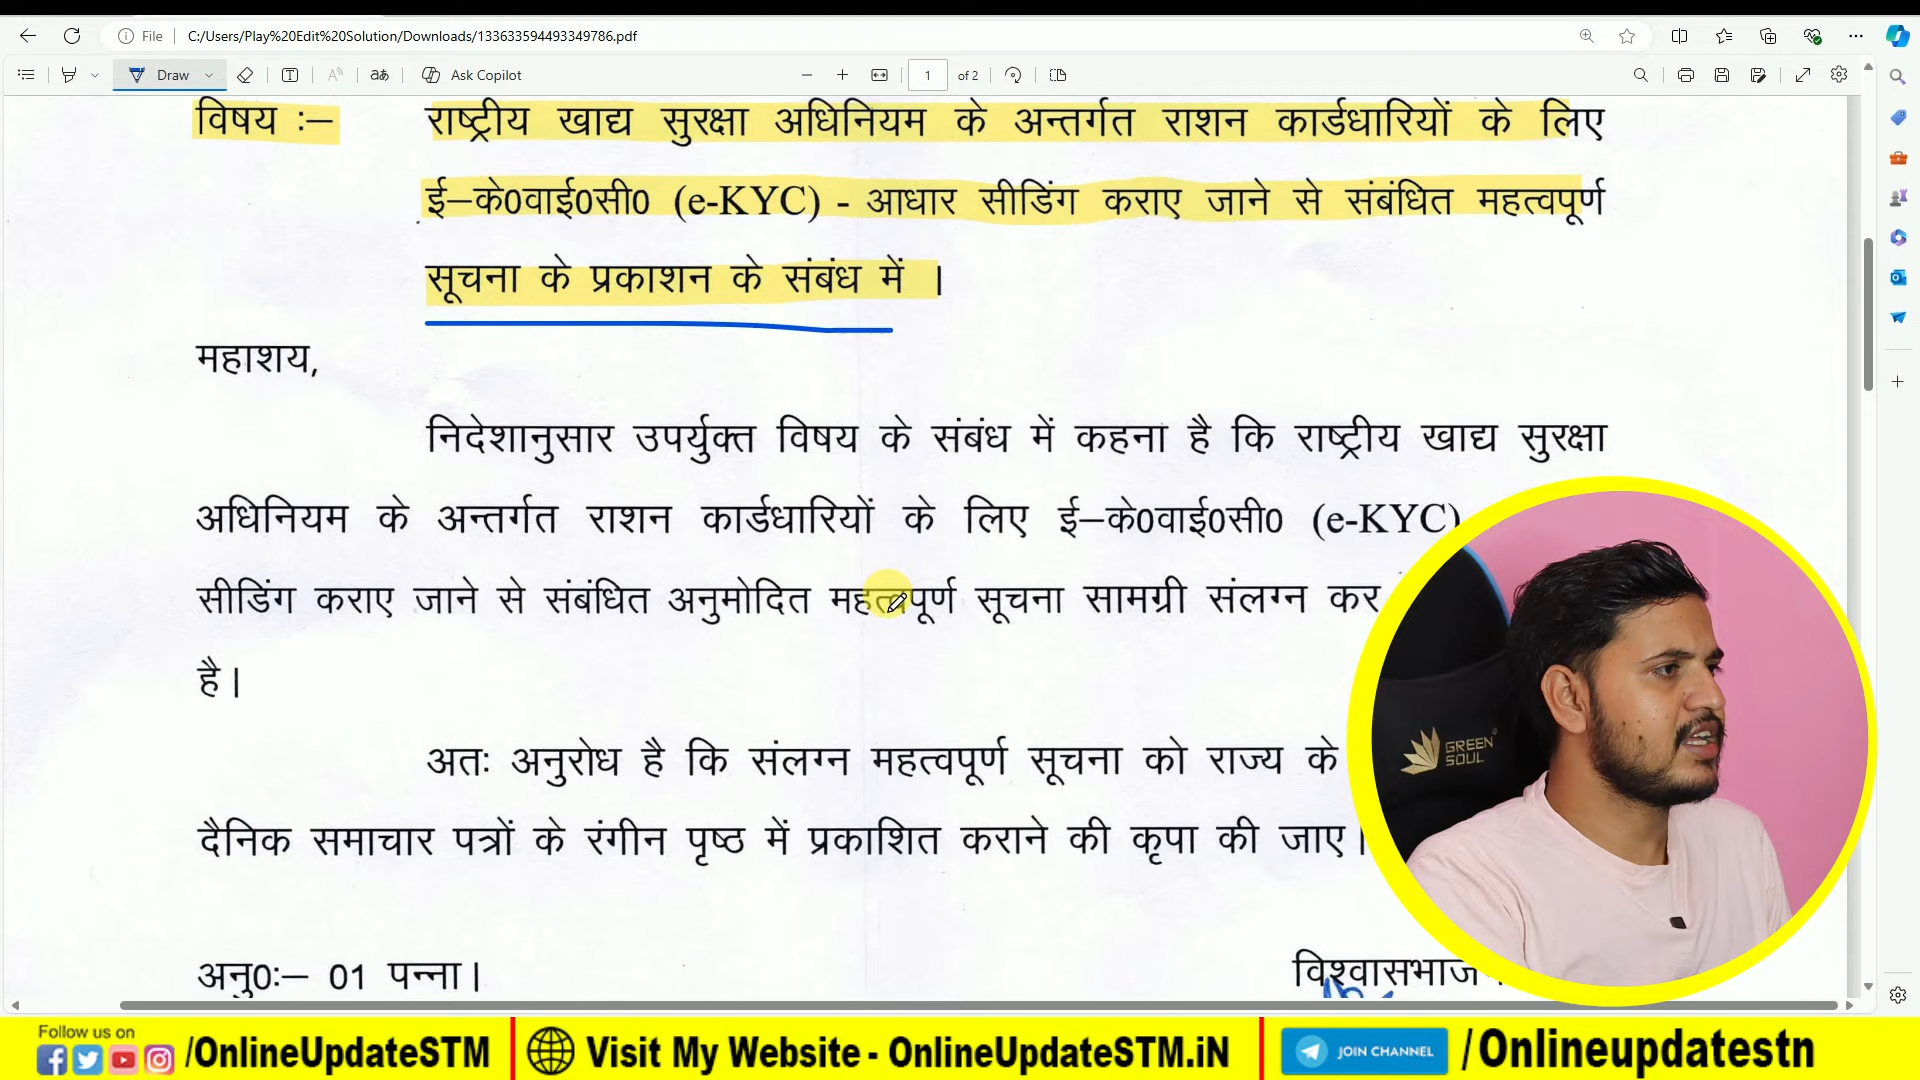 File C:/Users/Play%20Edit%20Solution/Downloads/133633594493349786.pdf
Draw Ask Copilot 1 of 2
विषय :– राष्ट्रीय खाद्य सुरक्षा अधिनियम के अन्तर्गत राशन कार्डधारियों के लिए
ई–के0वाई0सी0 (e-KYC) - आधार सीडिंग कराए जाने से संबंधित महत्वपूर्ण
सूचना के प्रकाशन के संबंध में ।
महाशय,
निदेशानुसार उपर्युक्त विषय के संबंध में कहना है कि राष्ट्रीय खाद्य सुरक्षा
अधिनियम के अन्तर्गत राशन कार्डधारियों के लिए ई–के0वाई0सी0 (e-KYC)
सीडिंग कराए जाने से संबंधित अनुमोदित महत्वपूर्ण सूचना सामग्री संलग्न कर
है।
अतः अनुरोध है कि संलग्न महत्वपूर्ण सूचना को राज्य के
दैनिक समाचार पत्रों के रंगीन पृष्ठ में प्रकाशित कराने की कृपा की जाए।
अनु0:– 01 पन्ना।
GREEN
SOUL
Follow us on
/OnlineUpdateSTM Visit My Website - OnlineUpdateSTM.iN JOIN CHANNEL /Onlineupdatestn